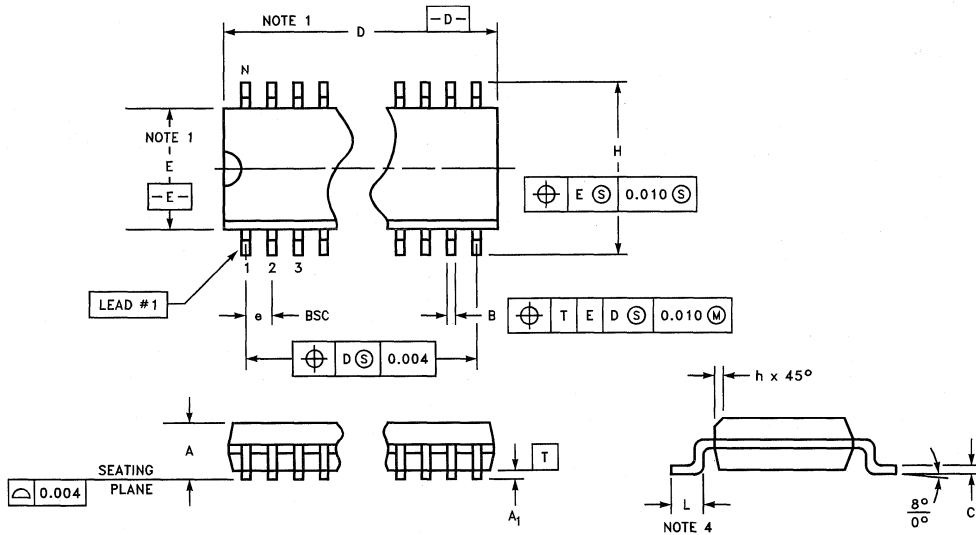 NOTE 1
D
-D-
N
NOTE 1
E
-E-
H
⌖ E Ⓢ 0.010 Ⓢ
1 2 3
LEAD #1
e BSC
B
⌖ T E D Ⓢ 0.010 Ⓜ
⌖ D Ⓢ 0.004
h x 45°
A
T
SEATING
PLANE
⌓ 0.004
A₁
L
NOTE 4
8°
0°
C